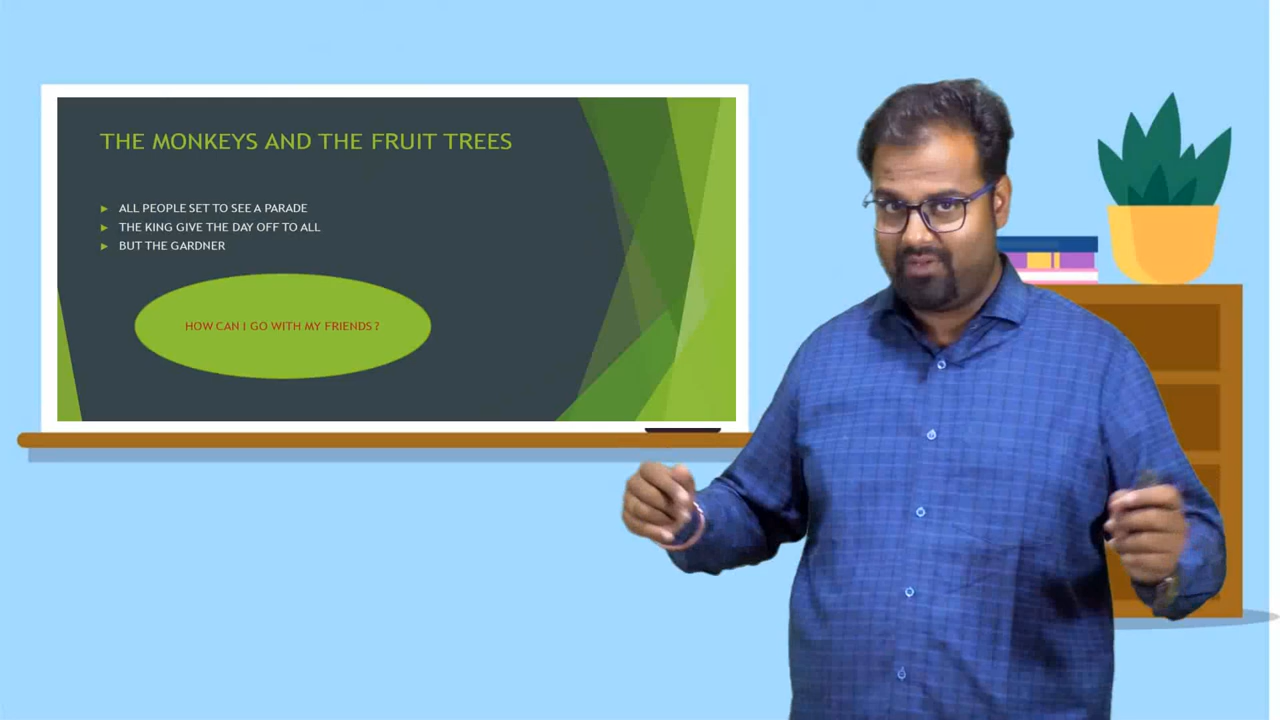 THE MONKEYS AND THE FRUIT TREES
ALL PEOPLE SET TO SEE A PARADE
THE KING GIVE THE DAY OFF TO ALL
BUT THE GARDNER
HOW CAN I GO WITH MY FRIENDS ?